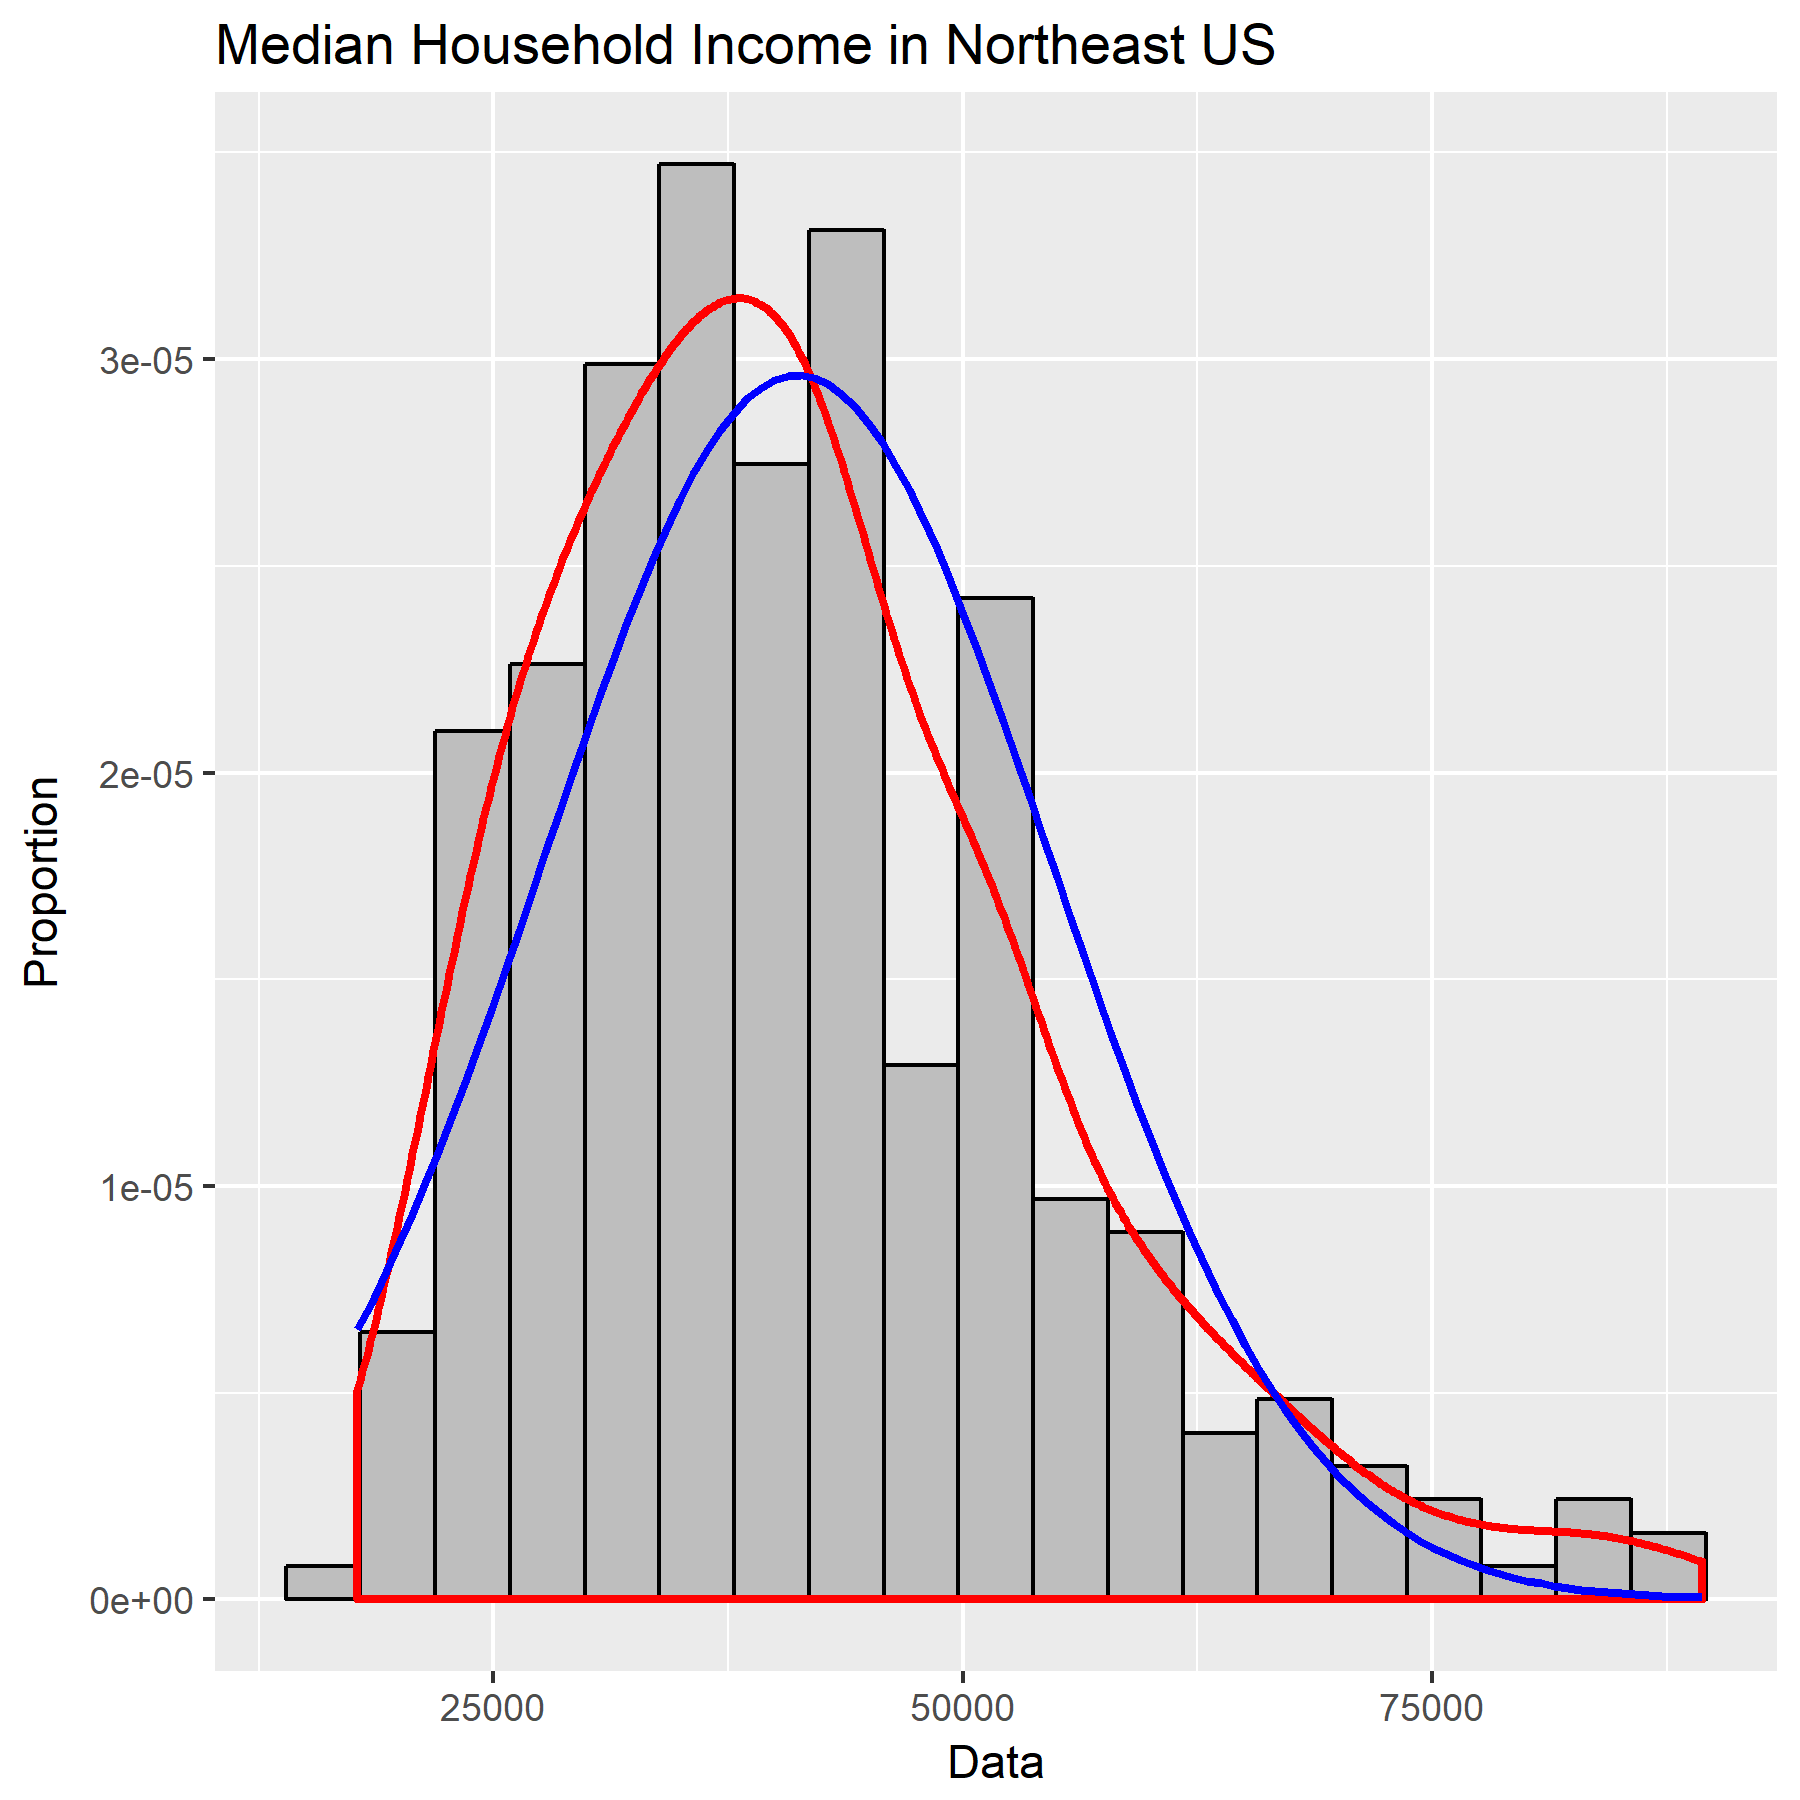 Median Household Income in Northeast US
Proportion
3e-05
2e-05
1e-05
0e+00
25000 50000 75000
Data